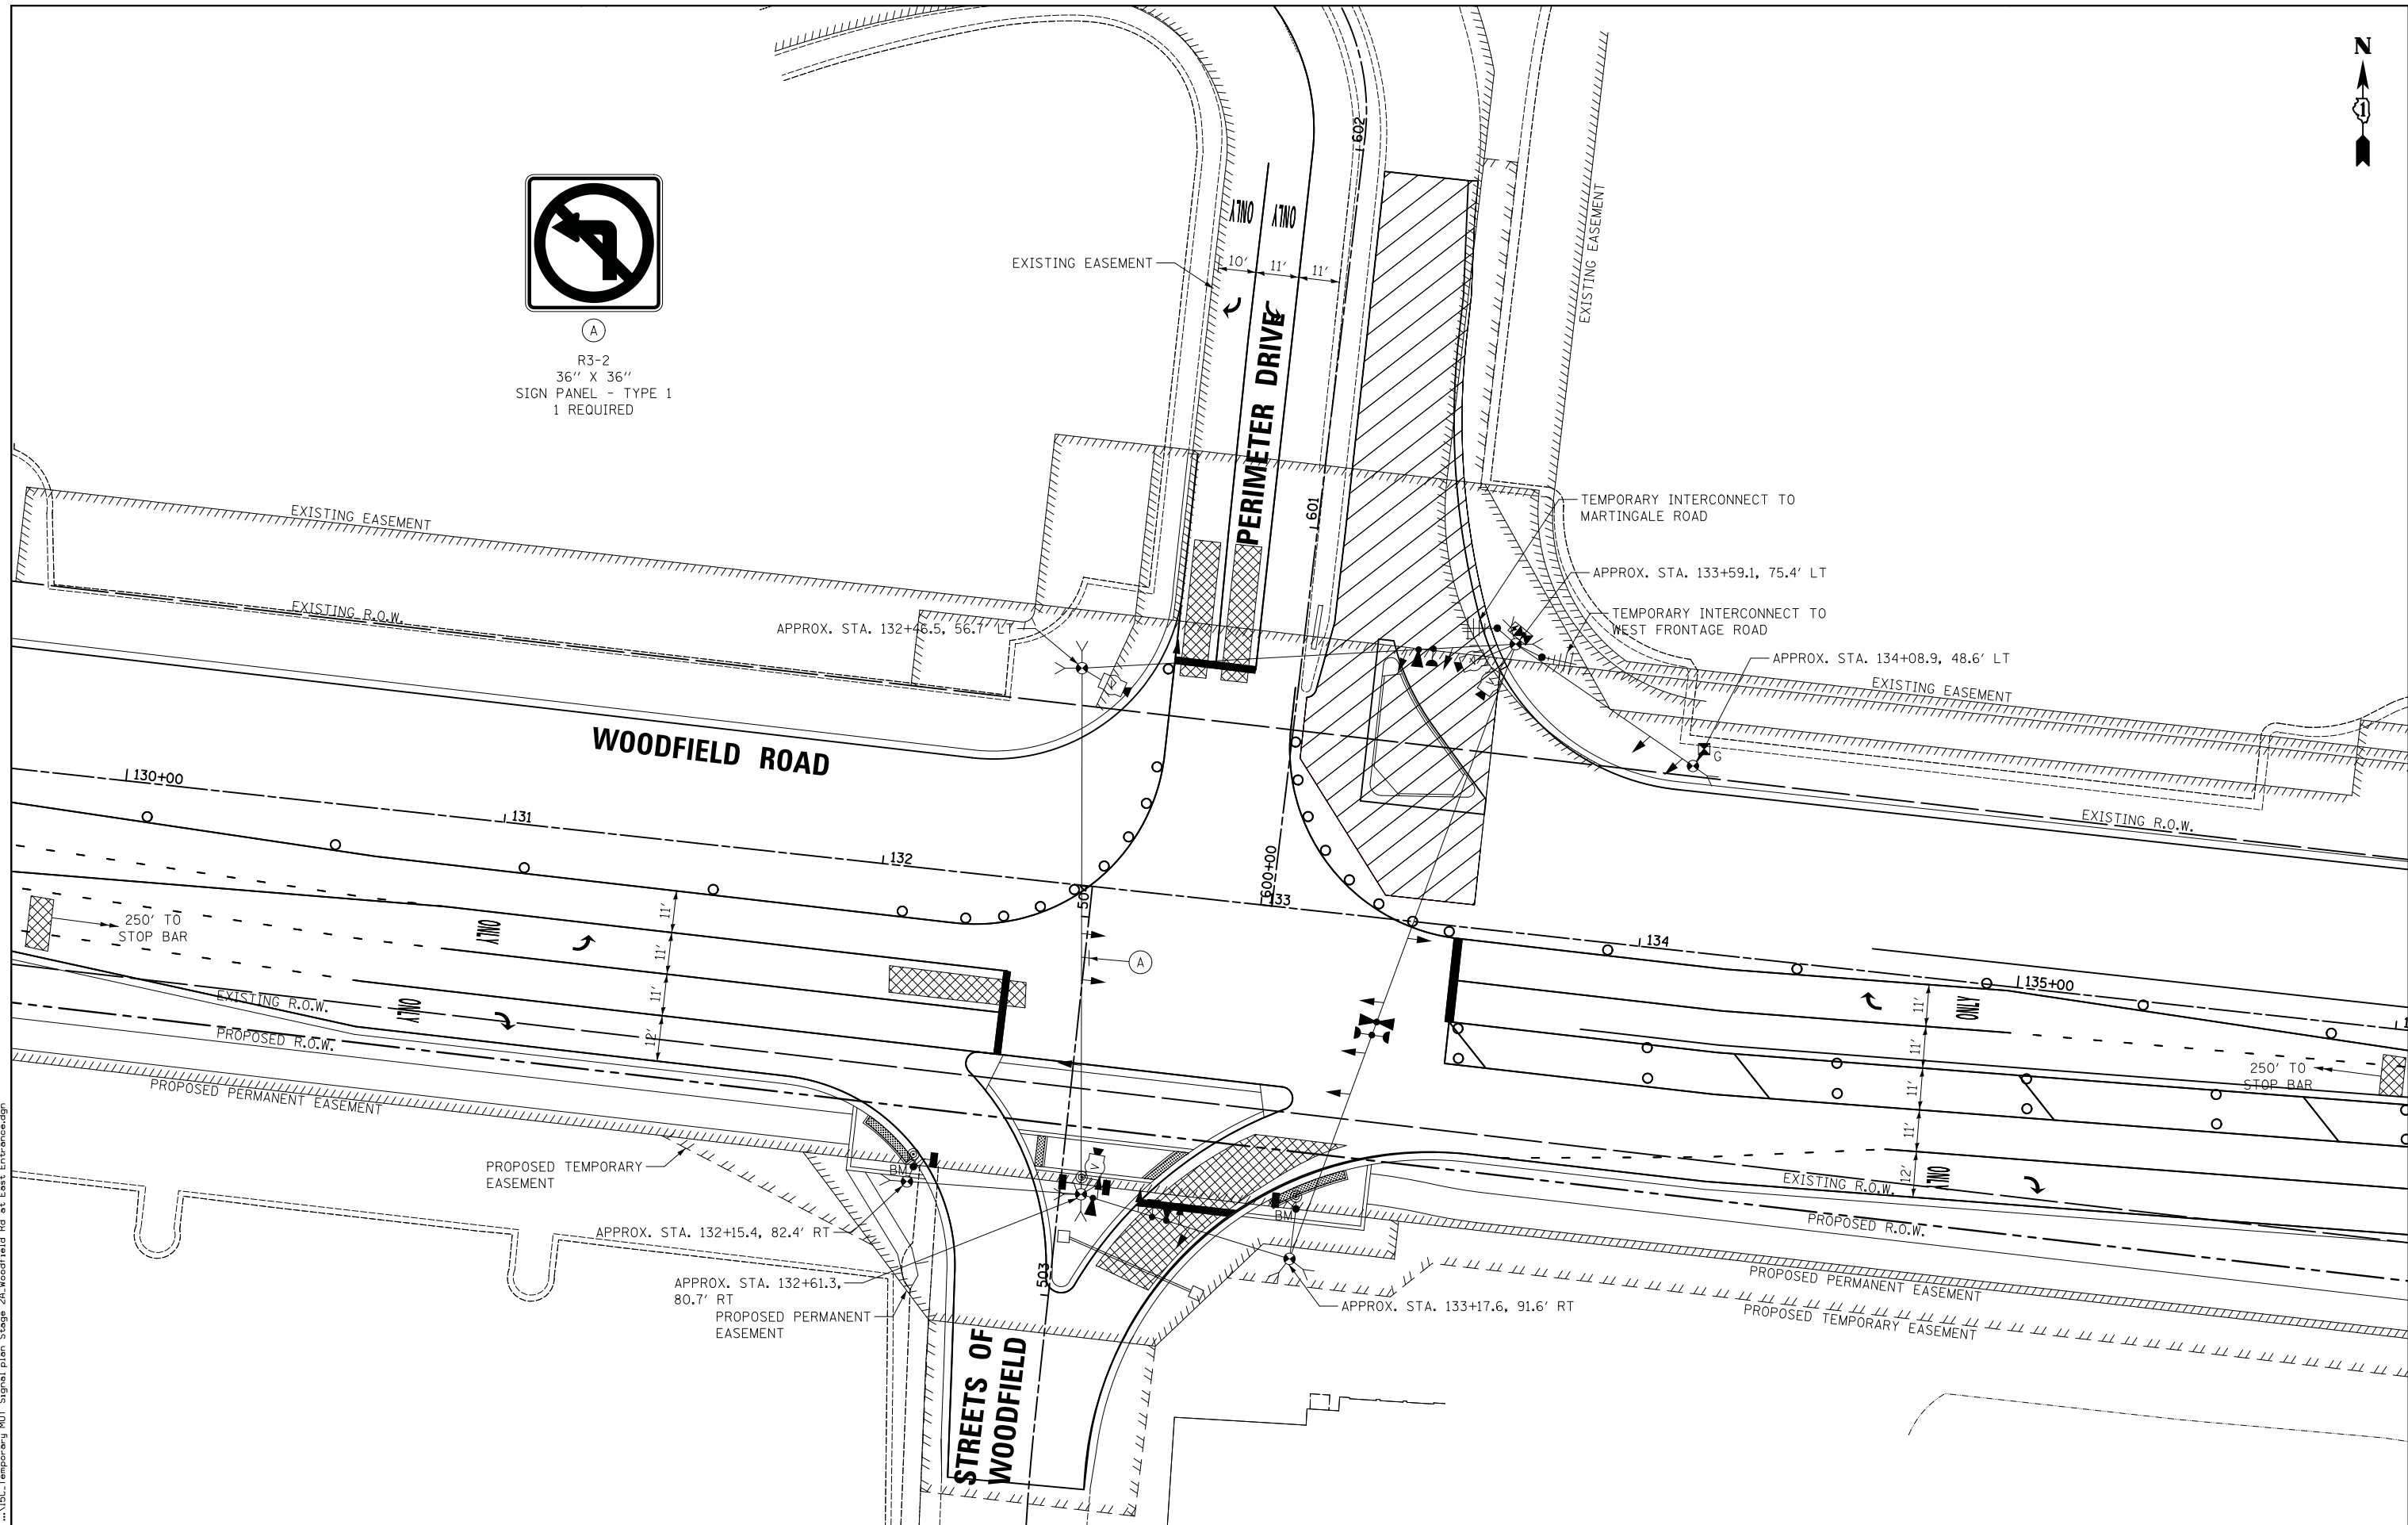 N
1
602
ONLY
ONLY
EXISTING EASEMENT
10' 11' 11'
EXISTING EASEMENT
A
R3-2
36" X 36"
SIGN PANEL - TYPE 1
1 REQUIRED
PERIMETER DRIVE
601
TEMPORARY INTERCONNECT TO
MARTINGALE ROAD
EXISTING EASEMENT
APPROX. STA. 133+59.1, 75.4' LT
EXISTING R.O.W.
TEMPORARY INTERCONNECT TO
WEST FRONTAGE ROAD
APPROX. STA. 132+46.5, 56.7' LT
APPROX. STA. 134+08.9, 48.6' LT
EXISTING EASEMENT
WOODFIELD ROAD
G
130+00
131
132
EXISTING R.O.W.
600+00
133
134
135+00
504
250' TO
STOP BAR
ONLY
11'
11'
11'
12'
A
ONLY
11'
11'
11'
12'
EXISTING R.O.W.
ONLY
PROPOSED R.O.W.
250' TO
STOP BAR
PROPOSED PERMANENT EASEMENT
PROPOSED TEMPORARY
EASEMENT
BM
V
BM
ONLY
EXISTING R.O.W.
PROPOSED R.O.W.
APPROX. STA. 132+15.4, 82.4' RT
503
APPROX. STA. 132+61.3,
80.7' RT
PROPOSED PERMANENT
EASEMENT
APPROX. STA. 133+17.6, 91.6' RT
PROPOSED PERMANENT EASEMENT
PROPOSED TEMPORARY EASEMENT
STREETS OF
WOODFIELD